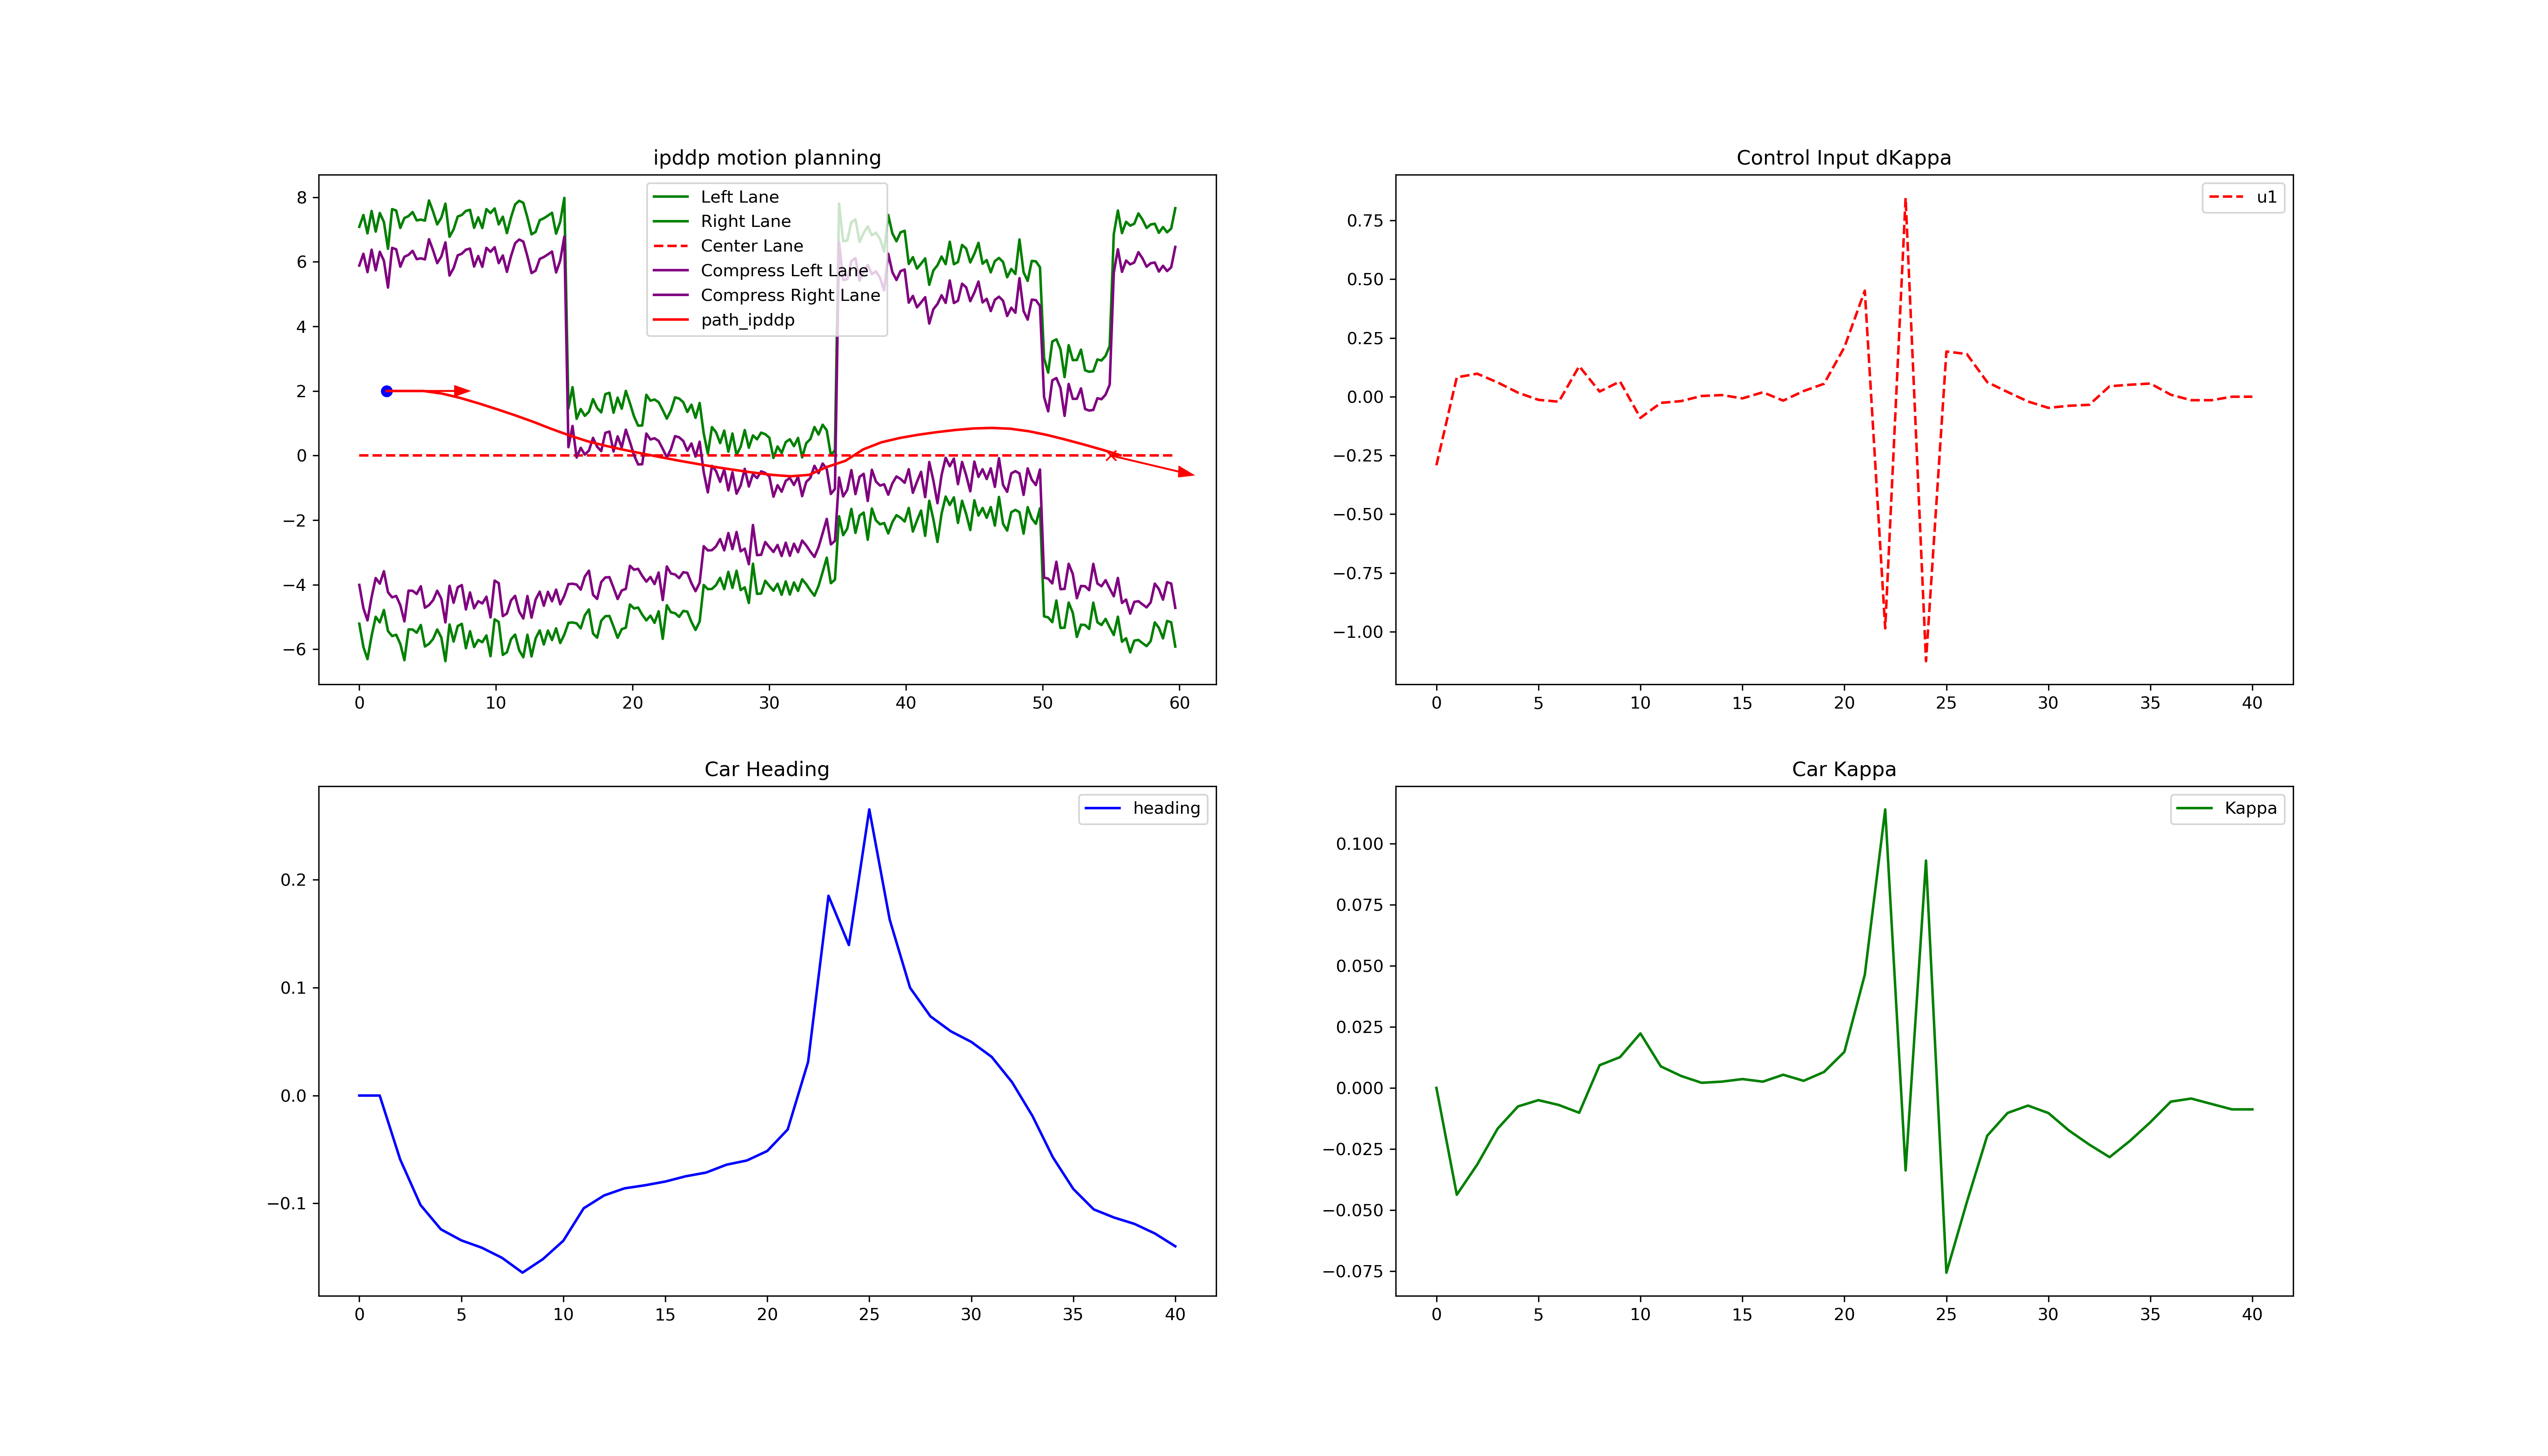 ipddp motion planning
8
6
4
2
0
−2
−4
−6
0 10 20 30 40 50 60
Left Lane
Right Lane
Center Lane
Compress Left Lane
Compress Right Lane
path_ipddp
Control Input dKappa
0.75
0.50
0.25
0.00
−0.25
−0.50
−0.75
−1.00
0 5 10 15 20 25 30 35 40
u1
Car Heading
0.2
0.1
0.0
−0.1
0 5 10 15 20 25 30 35 40
heading
Car Kappa
0.100
0.075
0.050
0.025
0.000
−0.025
−0.050
−0.075
0 5 10 15 20 25 30 35 40
Kappa